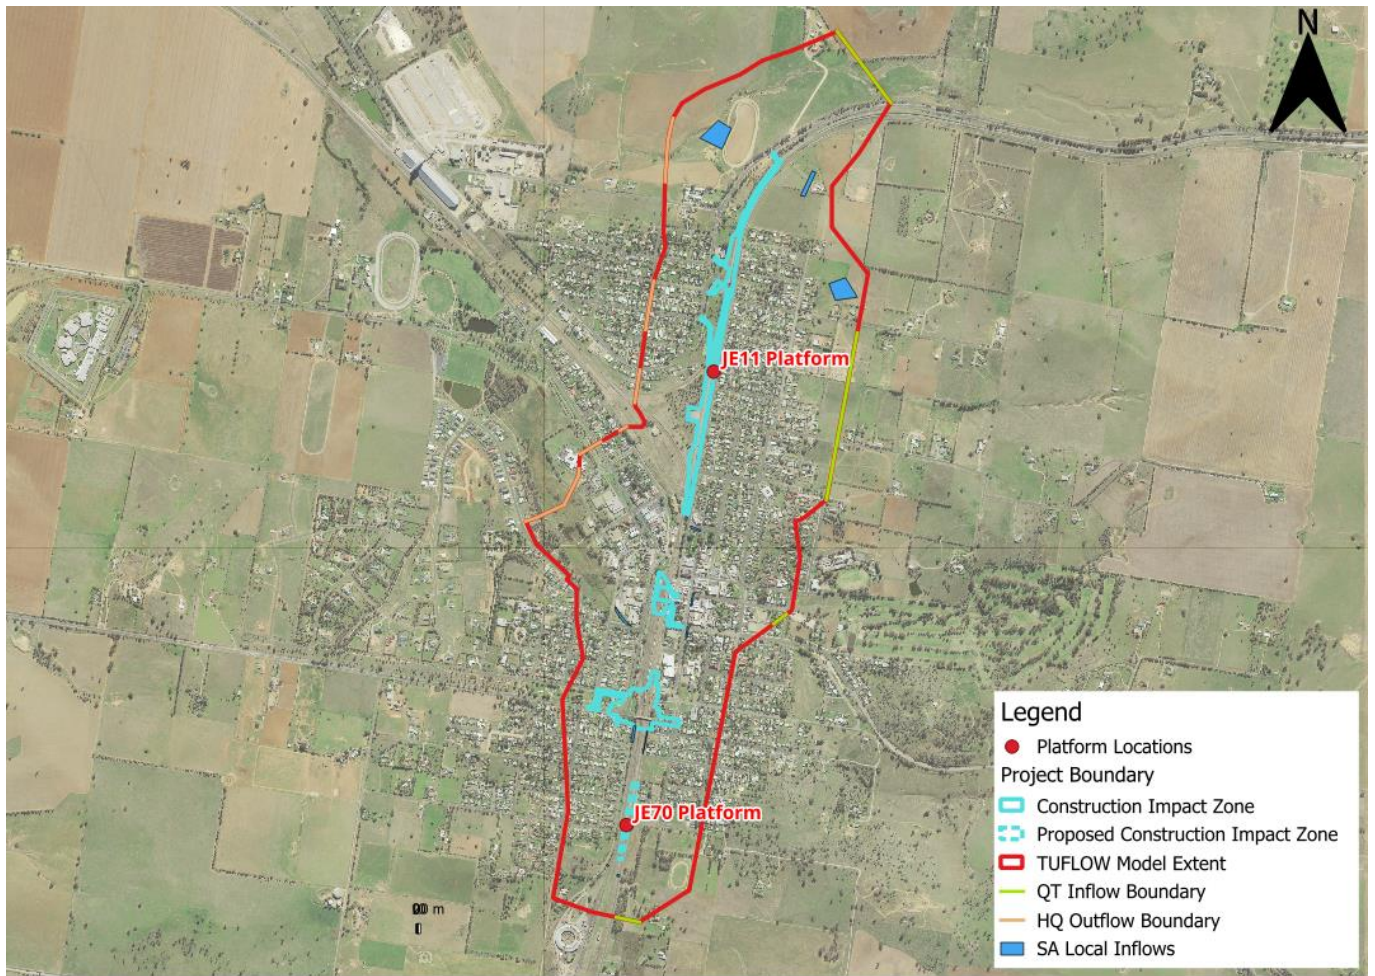 N
JE11 Platform
JE70 Platform
m
Legend
Platform Locations
Project Boundary
Construction Impact Zone
Proposed Construction Impact Zone
TUFLOW Model Extent
QT Inflow Boundary
HQ Outflow Boundary
SA Local Inflows